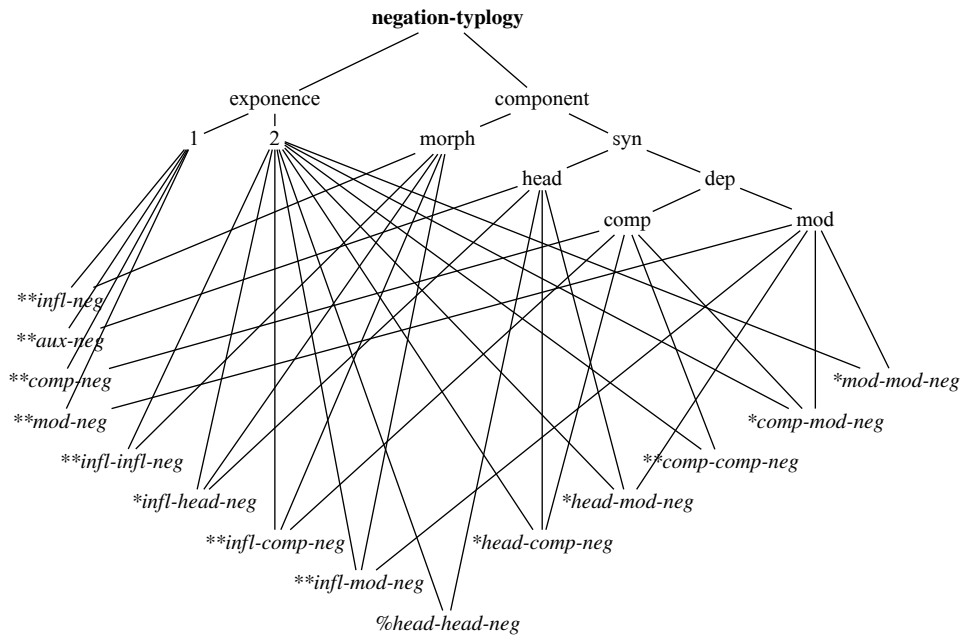 negation-typlogy
exponence component
1 2 morph syn
head dep
comp mod
**infl-neg
**aux-neg
**comp-neg *mod-mod-neg
**mod-neg *comp-mod-neg
**infl-infl-neg **comp-comp-neg
*infl-head-neg *head-mod-neg
**infl-comp-neg *head-comp-neg
**infl-mod-neg
%head-head-neg